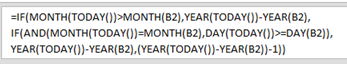 =IF(MONTH(TODAY())>MONTH(B2),YEAR(TODAY())-YEAR(B2),
IF(AND(MONTH(TODAY())=MONTH(B2),DAY(TODAY())>=DAY(B2)),
YEAR(TODAY())-YEAR(B2),(YEAR(TODAY())-YEAR(B2))-1))